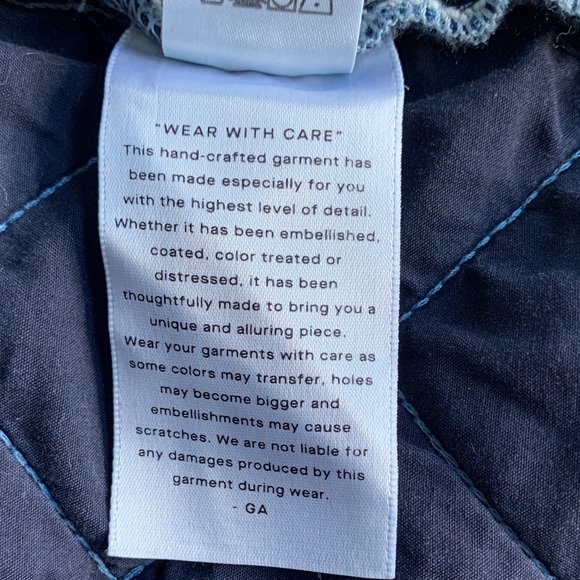 "WEAR WITH CARE"
This hand-crafted garment has
been made especially for you
with the highest level of detail.
Whether it has been embellished,
coated, color treated or
distressed, it has been
thoughtfully made to bring you a
unique and alluring piece.
Wear your garments with care as
some colors may transfer, holes
may become bigger and
embellishments may cause
scratches. We are not liable for
any damages produced by this
garment during wear.
- GA